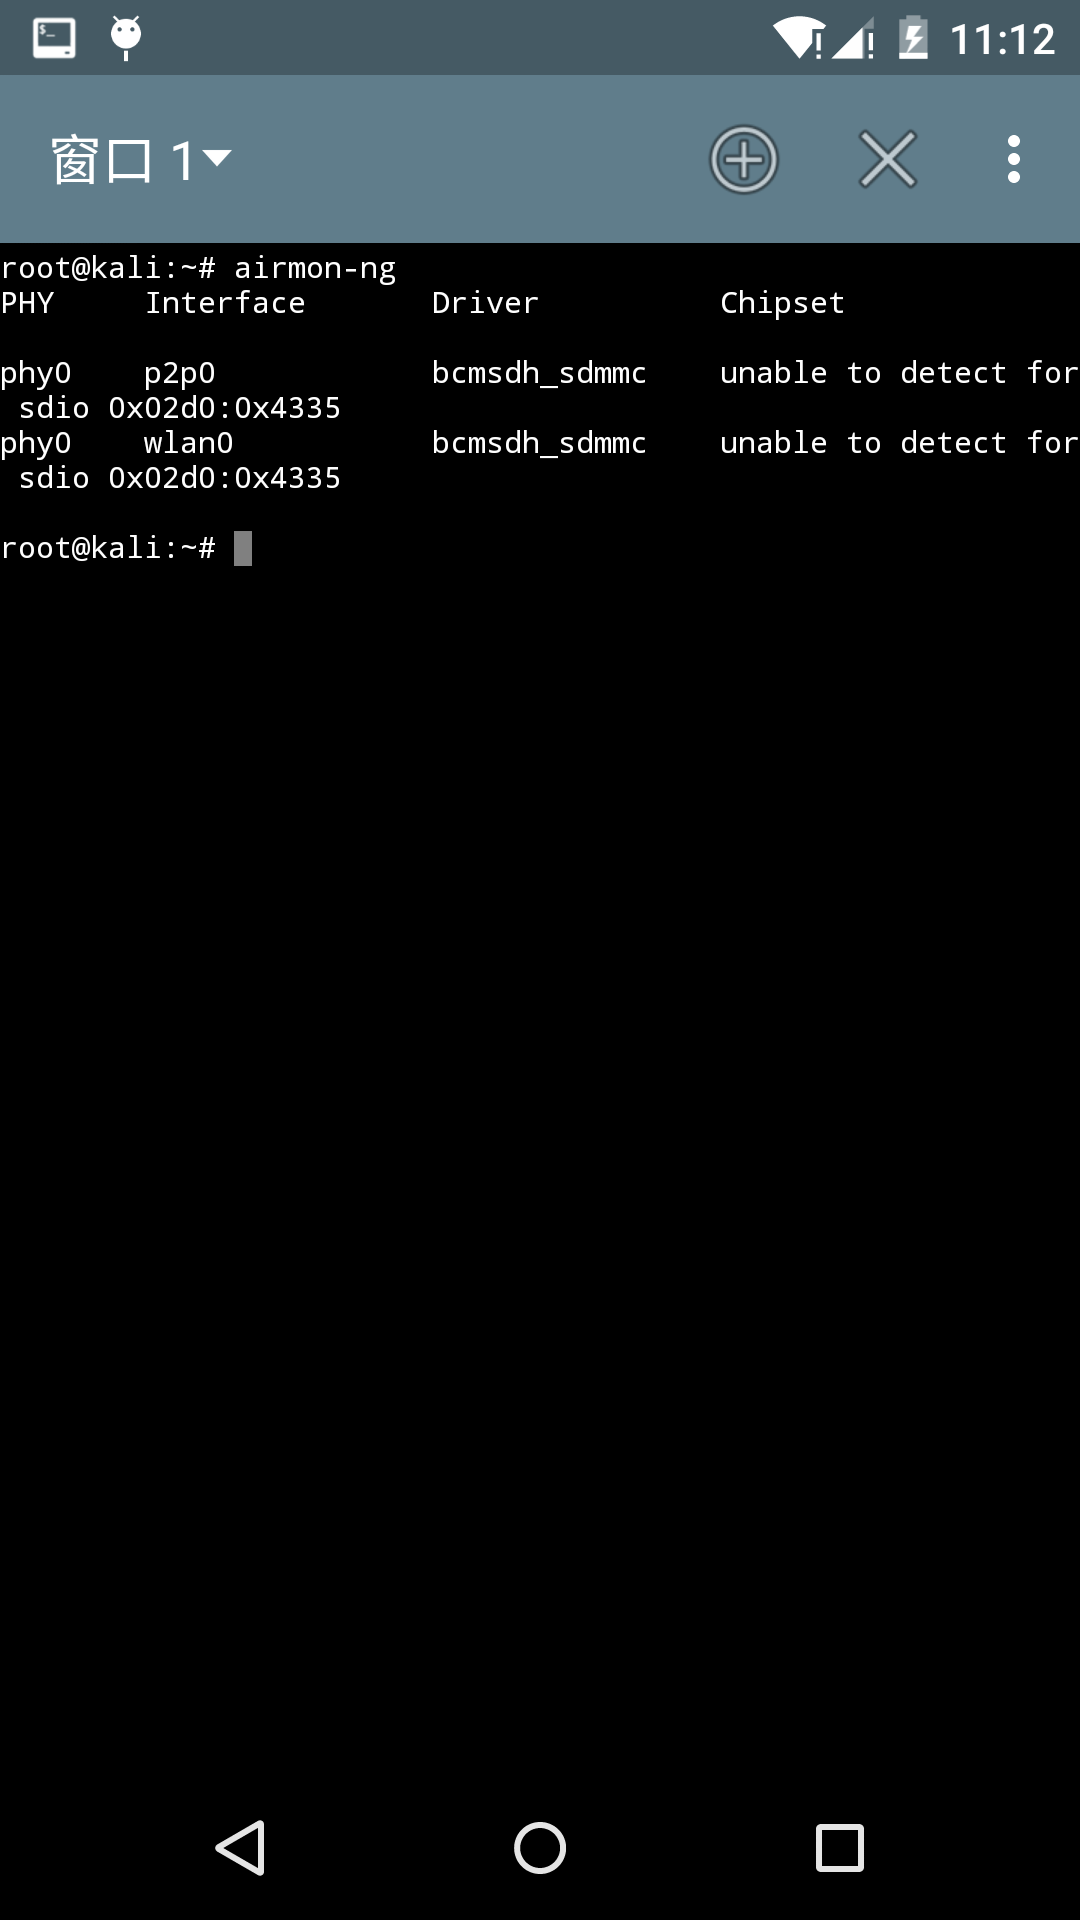 11:12
窗口 1
root@kali:~# airmon-ng
PHY     Interface       Driver          Chipset
phy0    p2p0            bcmsdh_sdmmc    unable to detect for
 sdio 0x02d0:0x4335
phy0    wlan0           bcmsdh_sdmmc    unable to detect for
 sdio 0x02d0:0x4335
root@kali:~#